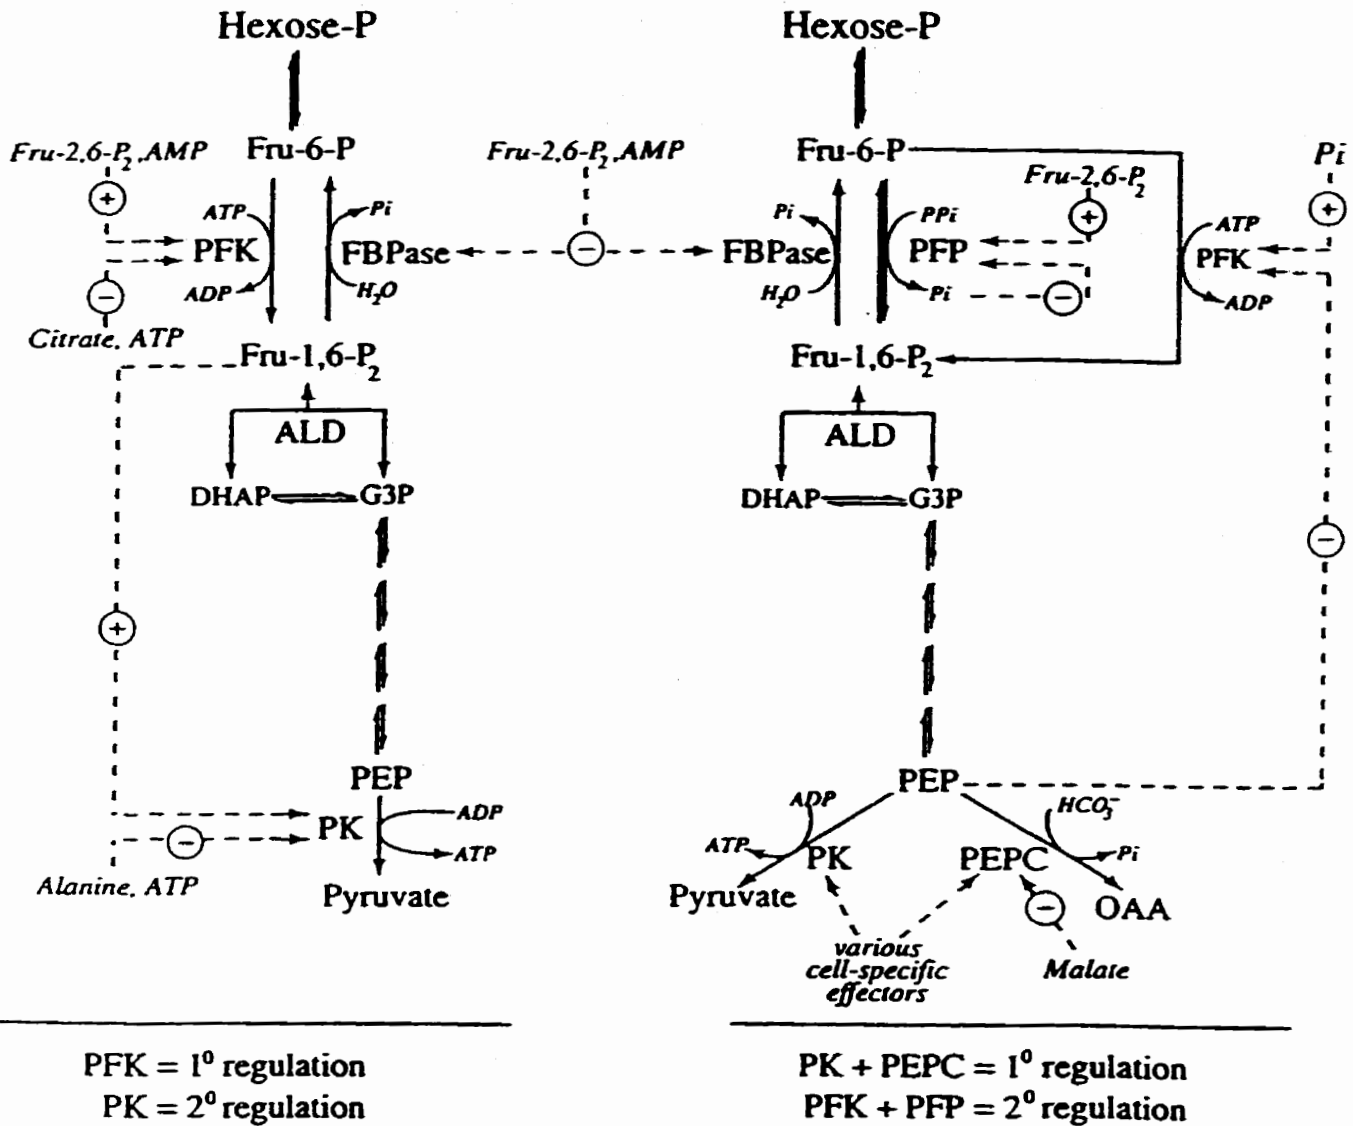 Hexose-P
Fru-2,6-P2,AMP
Fru-6-P
ATP
Pi
+
PFK
FBPase
ADP
H2O
−
Citrate, ATP
Fru-1,6-P2
ALD
DHAP
G3P
+
PEP
ADP
PK
−
ATP
Alanine, ATP
Pyruvate
PFK = 1⁰ regulation
PK = 2⁰ regulation
Fru-2,6-P2,AMP
−
Hexose-P
Fru-6-P
Fru-2,6-P2
Pi
+
+
Pi
PPi
ATP
FBPase
PFP
PFK
H2O
Pi
−
ADP
Fru-1,6-P2
ALD
DHAP
G3P
−
PEP
ADP
HCO3−
ATP
PK
PEPC
Pi
Pyruvate
−
OAA
various
cell-specific
effectors
Malate
PK + PEPC = 1⁰ regulation
PFK + PFP = 2⁰ regulation